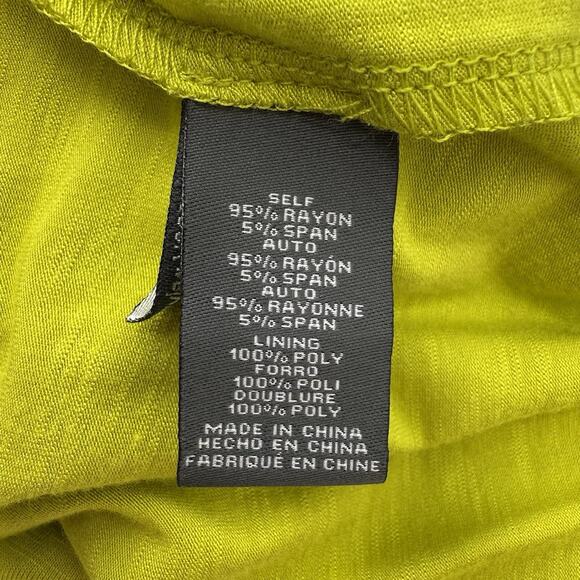 SELF
95% RAYON
5% SPAN
AUTO
95% RAYÓN
5% SPAN
AUTO
95% RAYONNE
5% SPAN
LINING
100% POLY
FORRO
100% POLI
DOUBLURE
100% POLY
MADE IN CHINA
HECHO EN CHINA
FABRIQUÉ EN CHINE